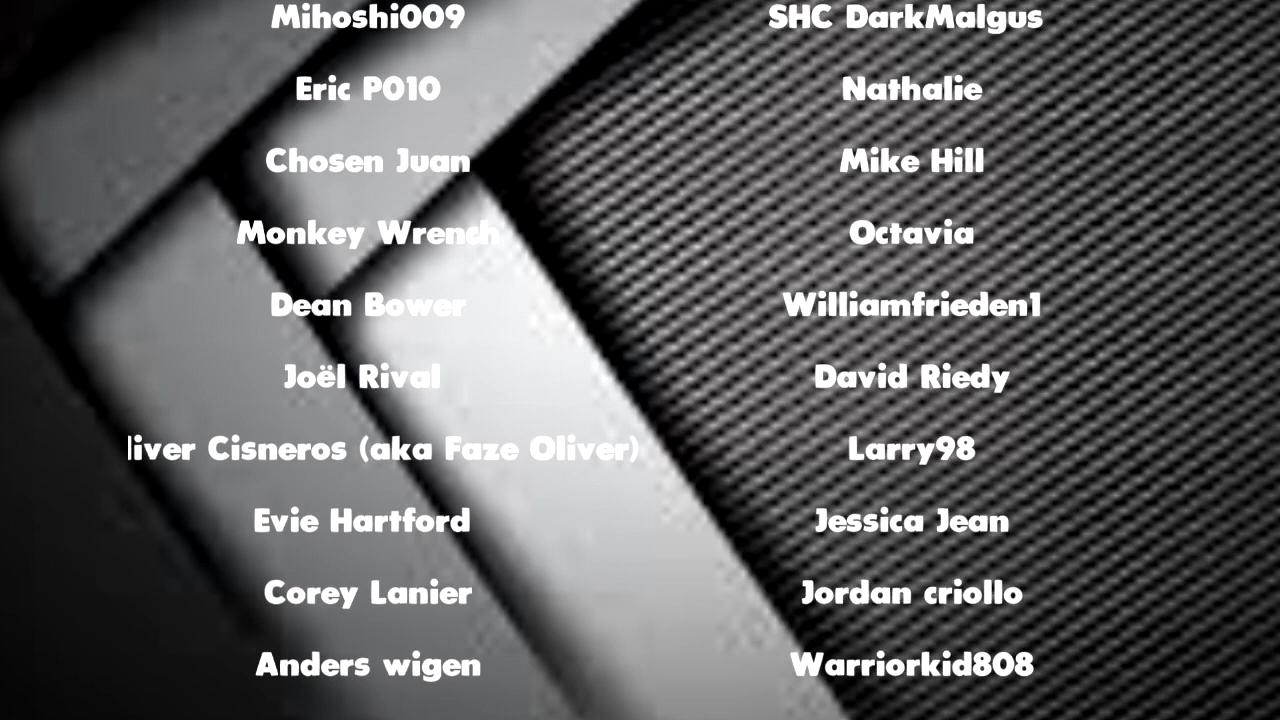 Mihoshi009
SHC DarkMalgus
Eric P010
Nathalie
Chosen Juan
Mike Hill
Monkey Wrench
Octavia
Dean Bower
Williamfrieden1
Joël Rival
David Riedy
liver Cisneros (aka Faze Oliver)
Larry98
Evie Hartford
Jessica Jean
Corey Lanier
Jordan criollo
Anders wigen
Warriorkid808